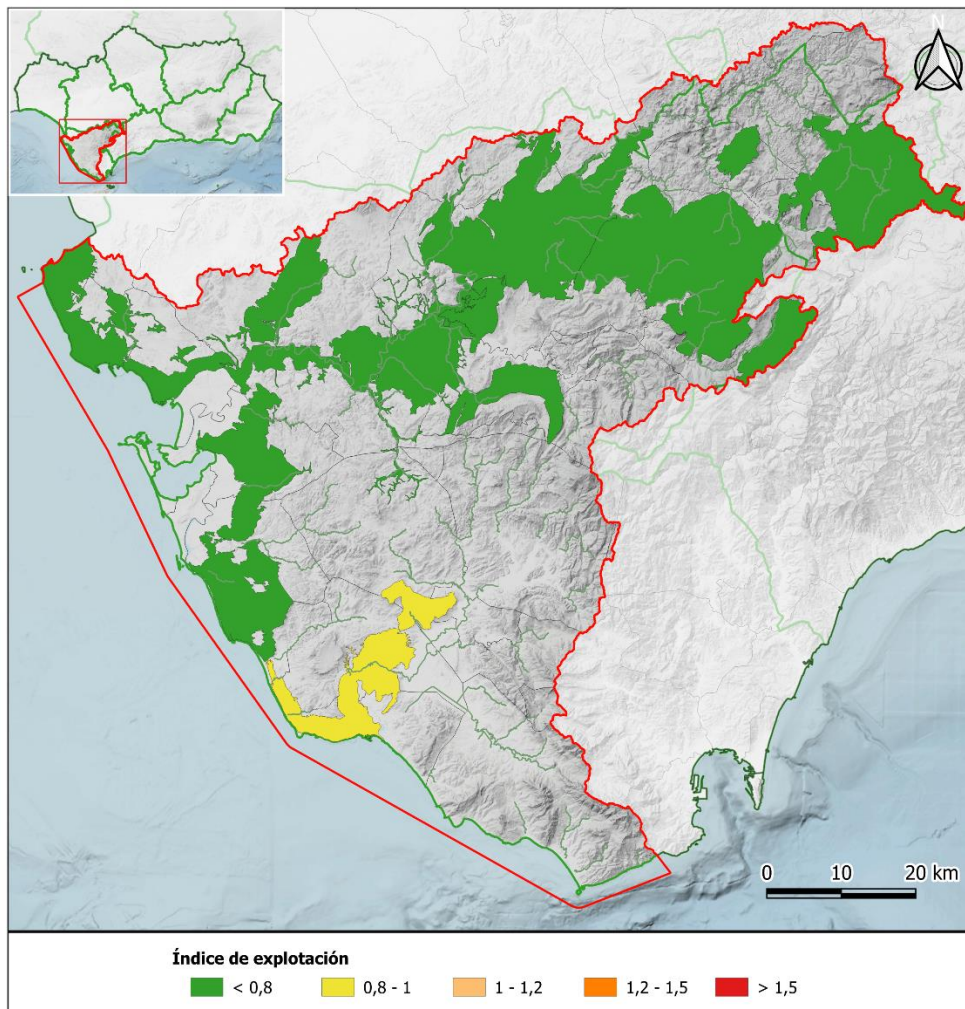 N
0 10 20 km
Índice de explotación
< 0,8 0,8 - 1 1 - 1,2 1,2 - 1,5 > 1,5